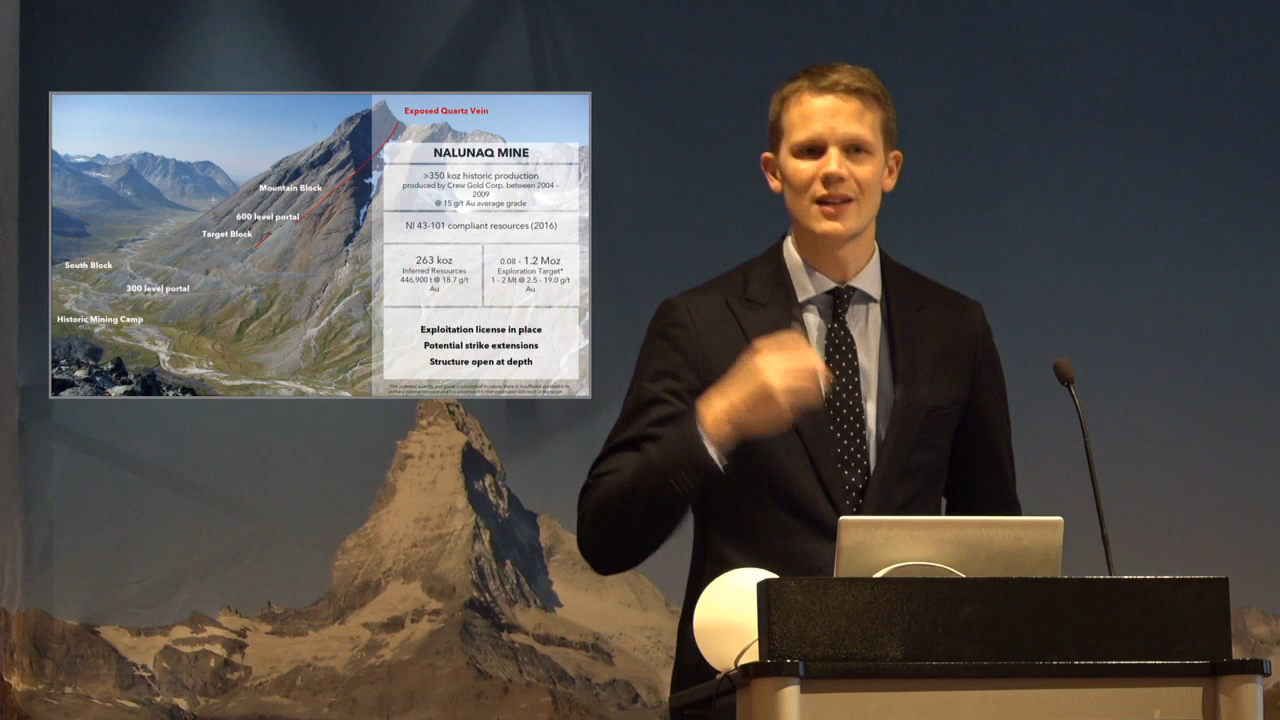 Exposed Quartz Vein
NALUNAQ MINE
>350 koz historic production
produced by Crew Gold Corp. between 2004 -
2009
@ 15 g/t Au average grade
NI 43-101 compliant resources (2016)
263 koz
Inferred Resources
446,900 t @ 18.7 g/t
Au
0.08 - 1.2 Moz
Exploration Target*
1 - 2 Mt @ 2.5 - 19.0 g/t
Au
Exploitation license in place
Potential strike extensions
Structure open at depth
Mountain Block
600 level portal
Target Block
South Block
300 level portal
Historic Mining Camp